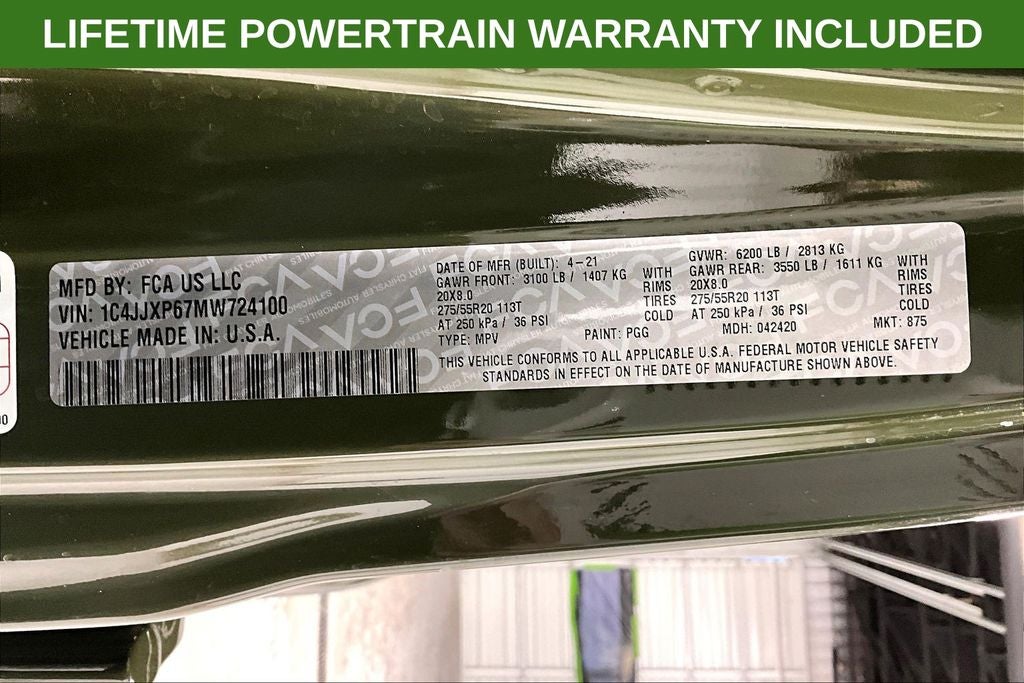 LIFETIME POWERTRAIN WARRANTY INCLUDED
MFD BY: FCA US LLC
VIN: 1C4JJXP67MW724100
VEHICLE MADE IN: U.S.A.
DATE OF MFR (BUILT): 4-21
GAWR FRONT: 3100 LB / 1407 KG WITH
20X8.0 RIMS
275/55R20 113T TIRES
AT 250 kPa / 36 PSI COLD
TYPE: MPV PAINT: PGG
GVWR: 6200 LB / 2813 KG
GAWR REAR: 3550 LB / 1611 KG WITH
20X8.0 RIMS
275/55R20 113T TIRES
AT 250 kPa / 36 PSI COLD
MDH: 042420 MKT: 875
THIS VEHICLE CONFORMS TO ALL APPLICABLE U.S.A. FEDERAL MOTOR VEHICLE SAFETY
STANDARDS IN EFFECT ON THE DATE OF MANUFACTURE SHOWN ABOVE.